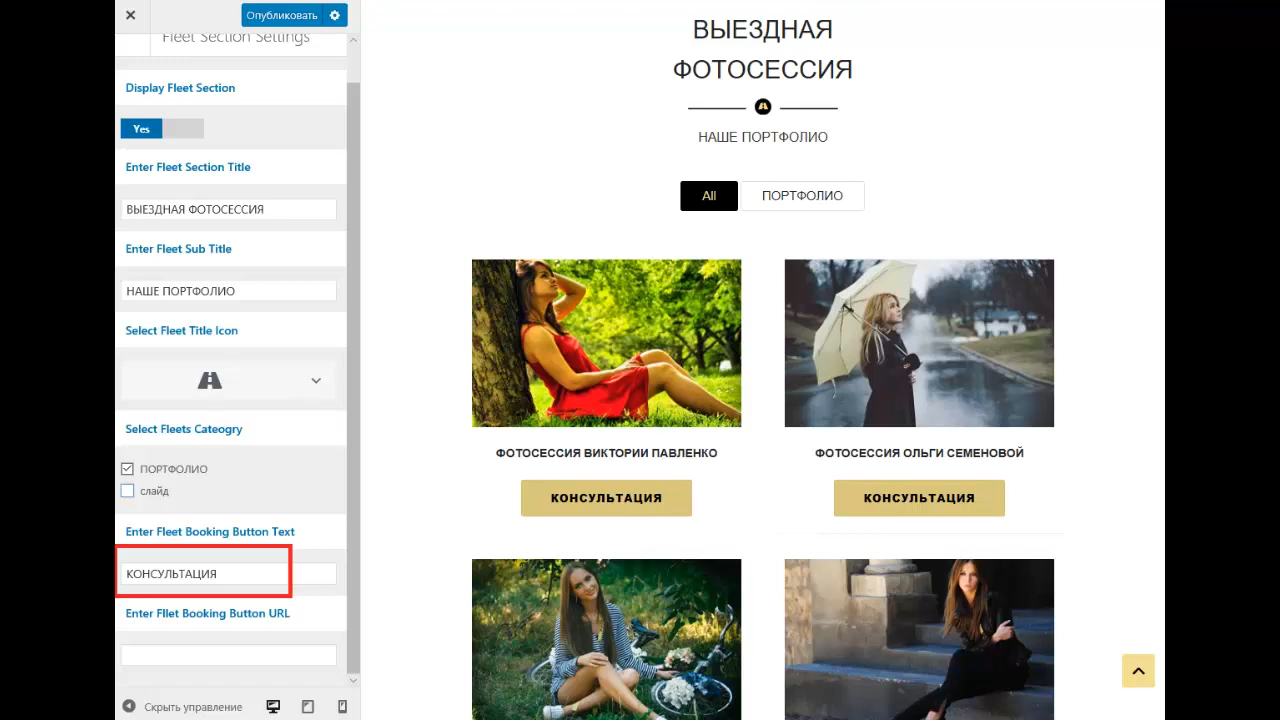 Опубликовать
Fleet Section Settings
Display Fleet Section
Yes
Enter Fleet Section Title
ВЫЕЗДНАЯ ФОТОСЕССИЯ
Enter Fleet Sub Title
НАШЕ ПОРТФОЛИО
Select Fleet Title Icon
Select Fleets Cateogry
ПОРТФОЛИО
слайд
Enter Fleet Booking Button Text
КОНСУЛЬТАЦИЯ
Enter Fllet Booking Button URL
Скрыть управление
ВЫЕЗДНАЯ
ФОТОСЕССИЯ
НАШЕ ПОРТФОЛИО
All ПОРТФОЛИО
ФОТОСЕССИЯ ВИКТОРИИ ПАВЛЕНКО ФОТОСЕССИЯ ОЛЬГИ СЕМЕНОВОЙ
КОНСУЛЬТАЦИЯ КОНСУЛЬТАЦИЯ